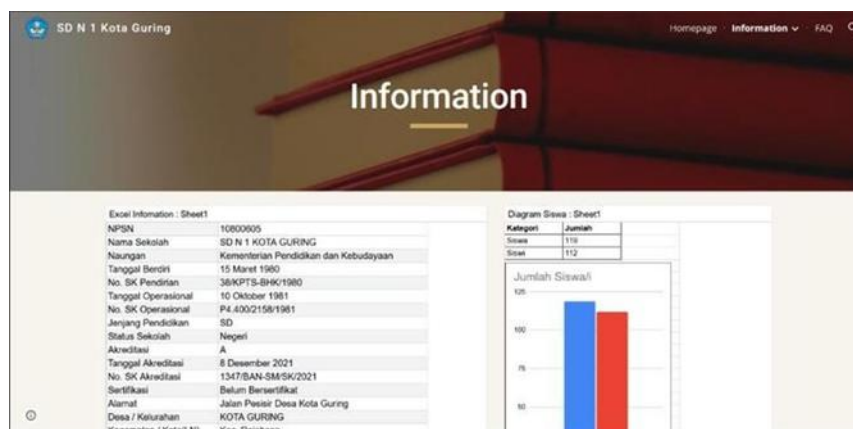 SD N 1 Kota Guring
Homepage Information FAQ
Information
Excel Infomation : Sheet1
NPSN 10800605
Nama Sekolah SD N 1 KOTA GURING
Naungan Kementerian Pendidikan dan Kebudayaan
Tanggal Berdiri 15 Maret 1980
No. SK Pendirian 38/KPTS-BHK/1980
Tanggal Operasional 10 Oktober 1981
No. SK Operasional P4.400/2158/1981
Jenjang Pendidikan SD
Status Sekolah Negeri
Akreditasi A
Tanggal Akreditasi 8 Desember 2021
No. SK Akreditasi 1347/BAN-SM/SK/2021
Sertifikasi Belum Bersertifikat
Alamat Jalan Pesisir Desa Kota Guring
Desa / Kelurahan KOTA GURING
Diagram Siswa : Sheet1
Kategori Jumlah
Siswa 119
Siswi 112
Jumlah Siswa/i
125
100
75
50